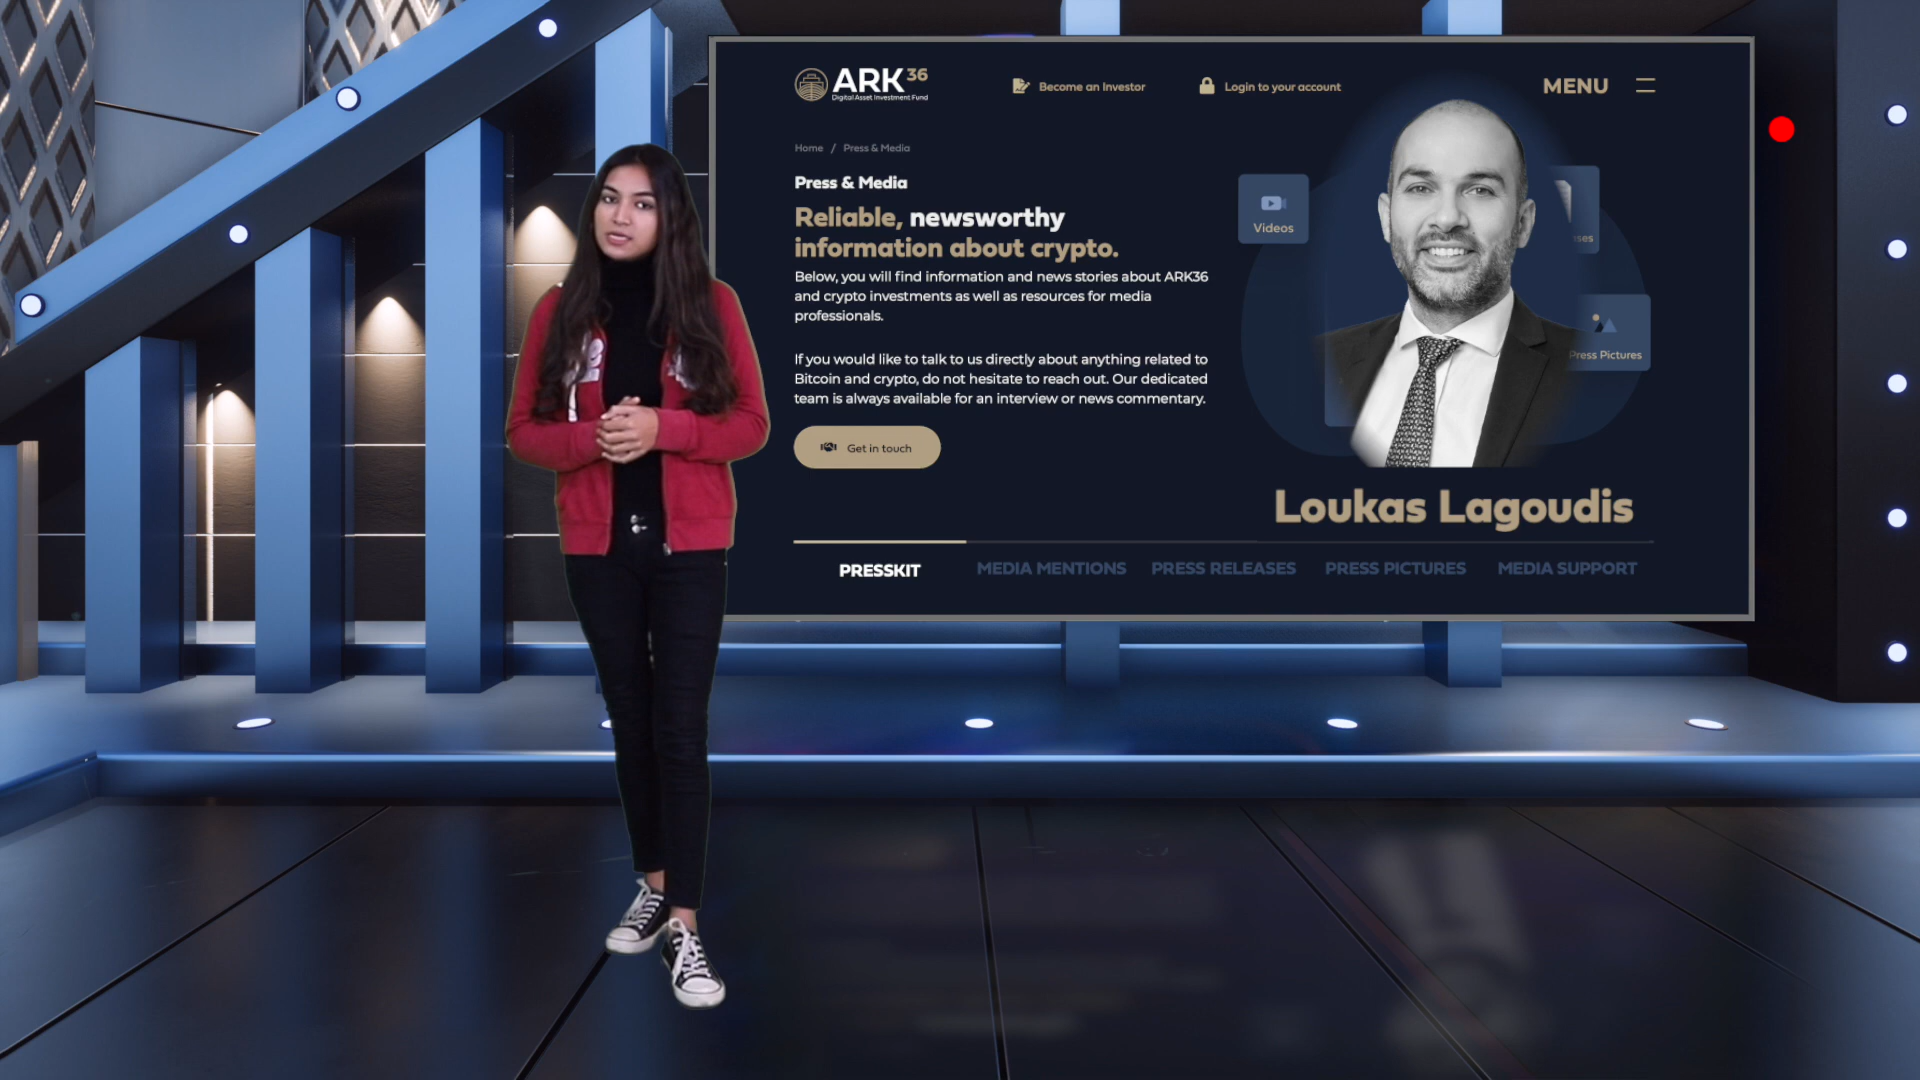 ARK36
Digital Asset Investment Fund
Become an Investor
Login to your account
MENU
Home / Press & Media
Press & Media
Reliable, newsworthy
information about crypto.
Below, you will find information and news stories about ARK36
and crypto investments as well as resources for media
professionals.
If you would like to talk to us directly about anything related to
Bitcoin and crypto, do not hesitate to reach out. Our dedicated
team is always available for an interview or news commentary.
Get in touch
Videos
Press Pictures
Loukas Lagoudis
PRESSKIT
MEDIA MENTIONS
PRESS RELEASES
PRESS PICTURES
MEDIA SUPPORT